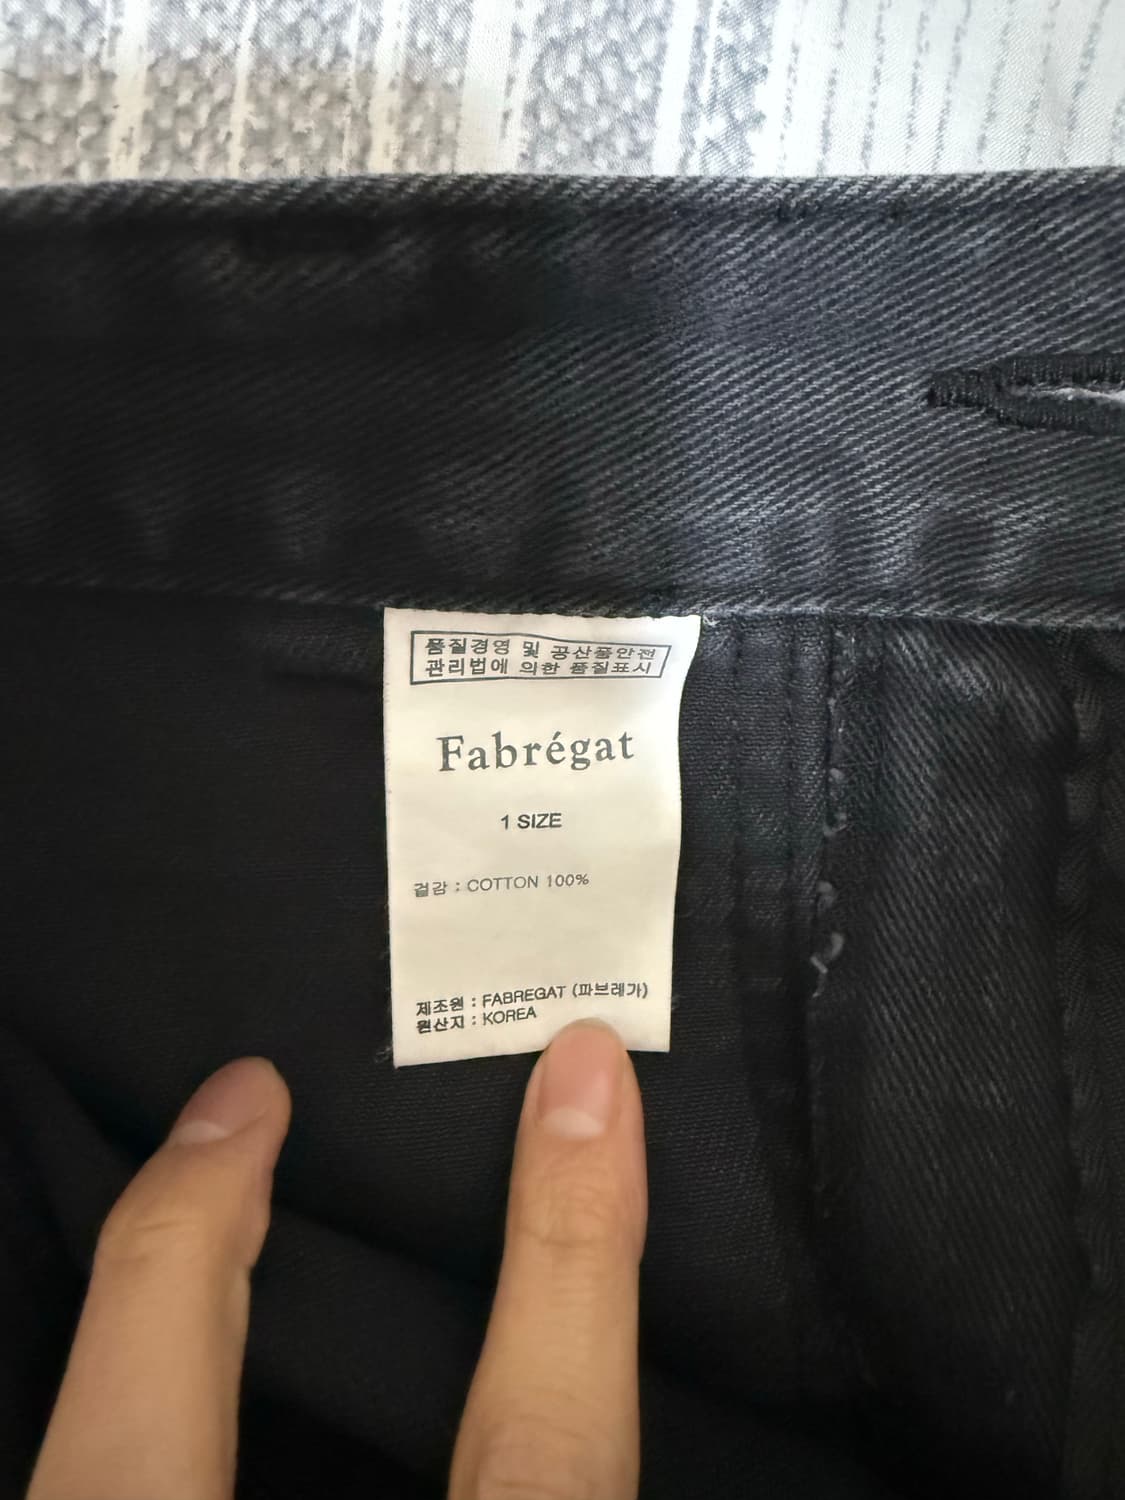 품질경영 및 공산품안전
관리법에 의한 품질표시
Fabrégat
1 SIZE
겉감 : COTTON 100%
제조원 : FABREGAT (파브레가)
원산지 : KOREA